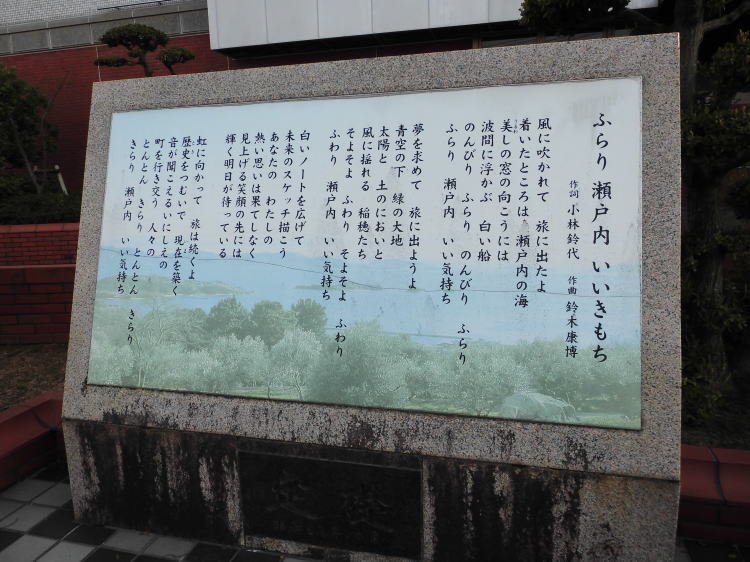 ふらり 瀬戸内 いいきもち
作詞 小林鈴代 作曲 鈴木康博
風に吹かれて 旅に出たよ
着いたところは 瀬戸内の海
美しの窓の向こうには
波間に浮かぶ 白い船
のんびり ふらり のんびり ふらり
ふらり 瀬戸内 いい気持ち
夢を求めて 旅に出ようよ
青空の下 緑の大地
太陽と 土のにおいと
風に揺れる 稲穂たち
そよそよ ふわり そよそよ ふわり
ふわり 瀬戸内 いい気持ち
白いノートを広げて
未来のスケッチ描こう
あなたの わたしの
熱い思いは果てしなく
見上げる笑顔の先には
輝く明日が待っている
虹に向かって 旅は続くよ
歴史をつむいで 現在を築く
音が聞こえるいにしえの
町を行き交う 人々の
とんとん きらり とんとん きらり
きらり 瀬戸内 いい気持ち